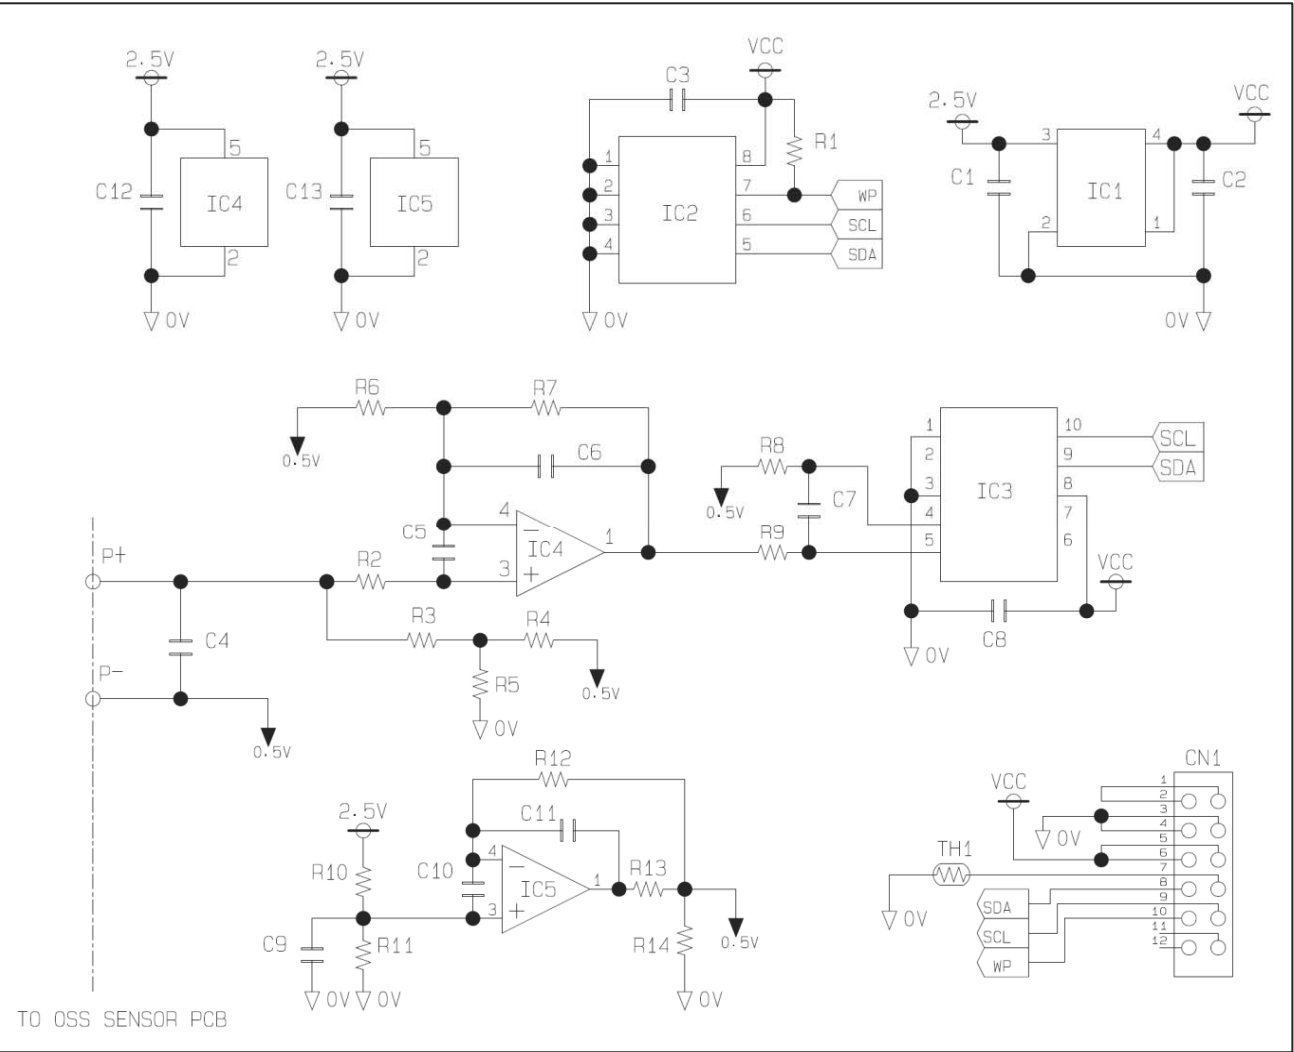 2.5V
5
C12
IC4
2
0V
2.5V
5
C13
IC5
2
0V
VCC
C3
R1
1
2
3
4
IC2
8
7
6
5
WP
SCL
SDA
0V
2.5V
VCC
3
4
C1
IC1
C2
2
1
0V
R6
R7
0.5V
C6
C5
4
−
IC4
1
3
+
P+
R2
R3
R4
C4
P−
R5
0.5V
0V
0.5V
R8
0.5V
C7
R9
1
2
3
4
5
IC3
10
9
8
7
6
SCL
SDA
VCC
C8
0V
R12
C11
2.5V
R10
C10
4
−
IC5
1
3
+
R13
C9
R11
R14
0.5V
0V
0V
0V
CN1
VCC
1
2
3
4
5
6
7
8
9
10
11
12
0V
TH1
0V
SDA
SCL
WP
TO OSS SENSOR PCB